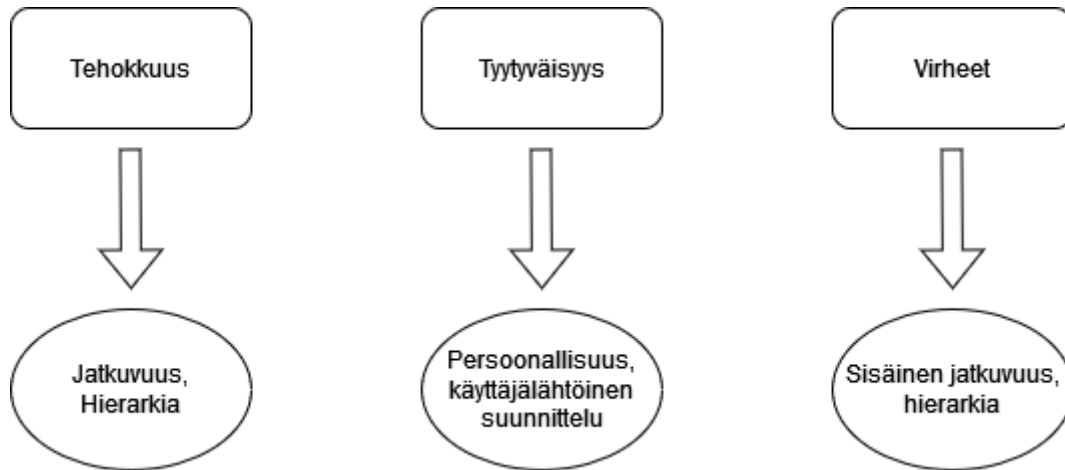 Tehokkuus
Tyytyväisyys
Virheet
Jatkuvuus,
Hierarkia
Persoonallisuus,
käyttäjälähtöinen
suunnittelu
Sisäinen jatkuvuus,
hierarkia